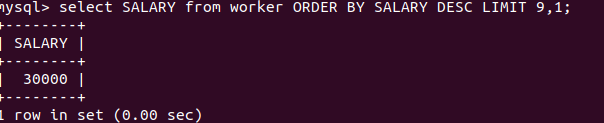 mysql> select SALARY from worker ORDER BY SALARY DESC LIMIT 9,1;
+--------+
| SALARY |
+--------+
| 30000 |
+--------+
1 row in set (0.00 sec)